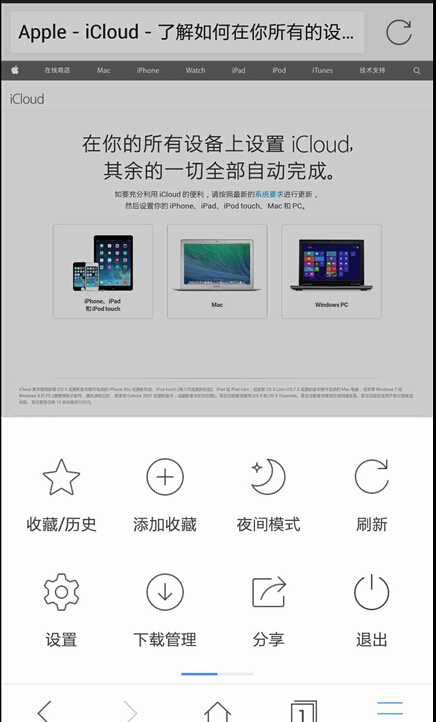 Apple - iCloud - 了解如何在你所有的设...
在线商店 Mac iPhone Watch iPad iPod iTunes 技术支持
iCloud
在你的所有设备上设置 iCloud,
其余的一切全部自动完成。
如要充分利用 iCloud 的便利，请按照最新的系统要求进行更新，
然后设置你的 iPhone、iPad、iPod touch、Mac 和 PC。
iPhone、iPad
和 iPod touch
Mac
Windows PC
收藏/历史 添加收藏 夜间模式 刷新
设置 下载管理 分享 退出
1